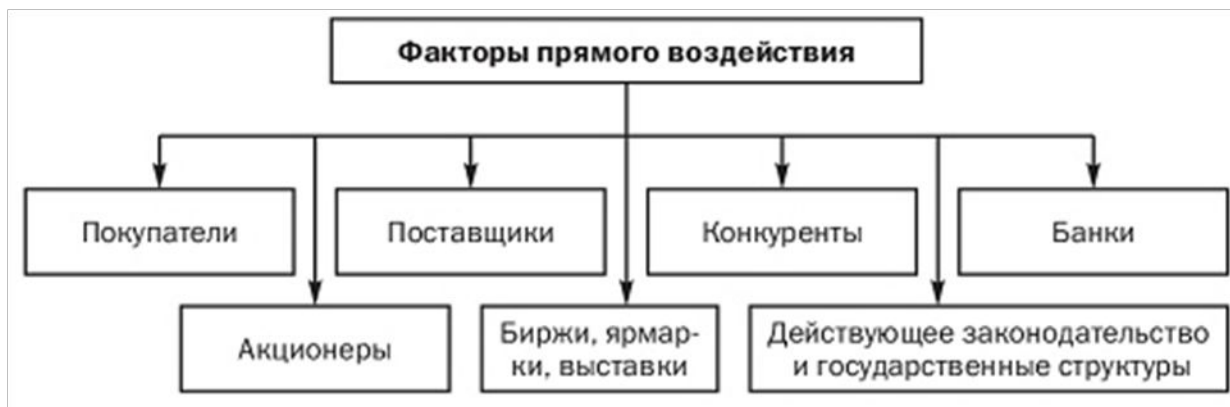 Факторы прямого воздействия
Покупатели
Поставщики
Конкуренты
Банки
Акционеры
Биржи, ярмар-
ки, выставки
Действующее законодательство
и государственные структуры